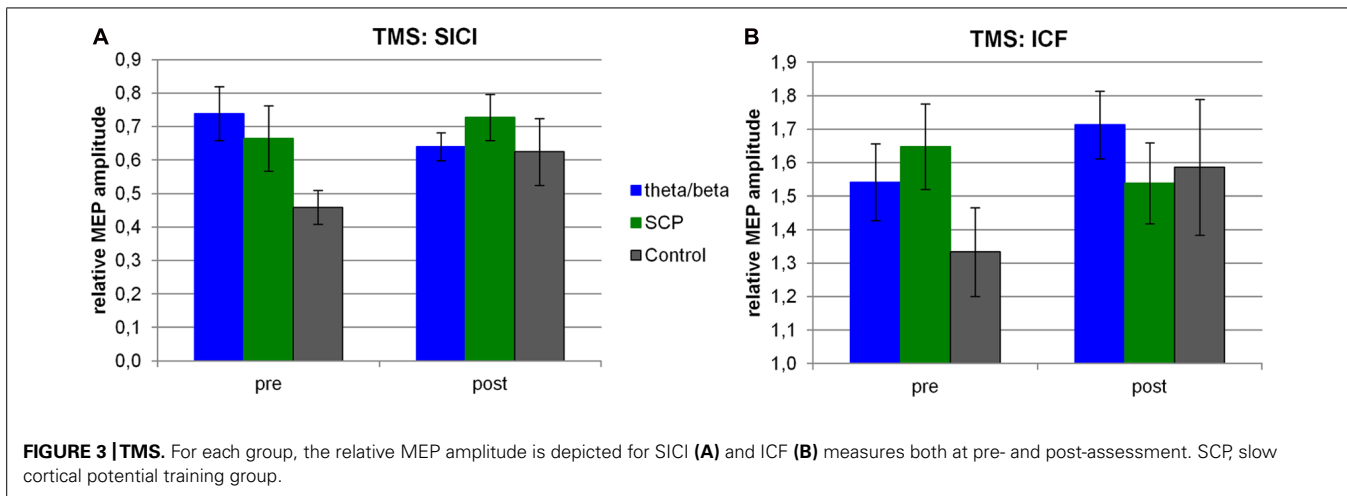 A
TMS: SICI
relative MEP amplitude
0,9
0,8
0,7
0,6
0,5
0,4
0,3
0,2
0,1
0,0
pre
post
theta/beta
SCP
Control
B
TMS: ICF
relative MEP amplitude
1,9
1,8
1,7
1,6
1,5
1,4
1,3
1,2
1,1
1,0
pre
post
FIGURE 3 | TMS. For each group, the relative MEP amplitude is depicted for SICI (A) and ICF (B) measures both at pre- and post-assessment. SCP, slow
cortical potential training group.